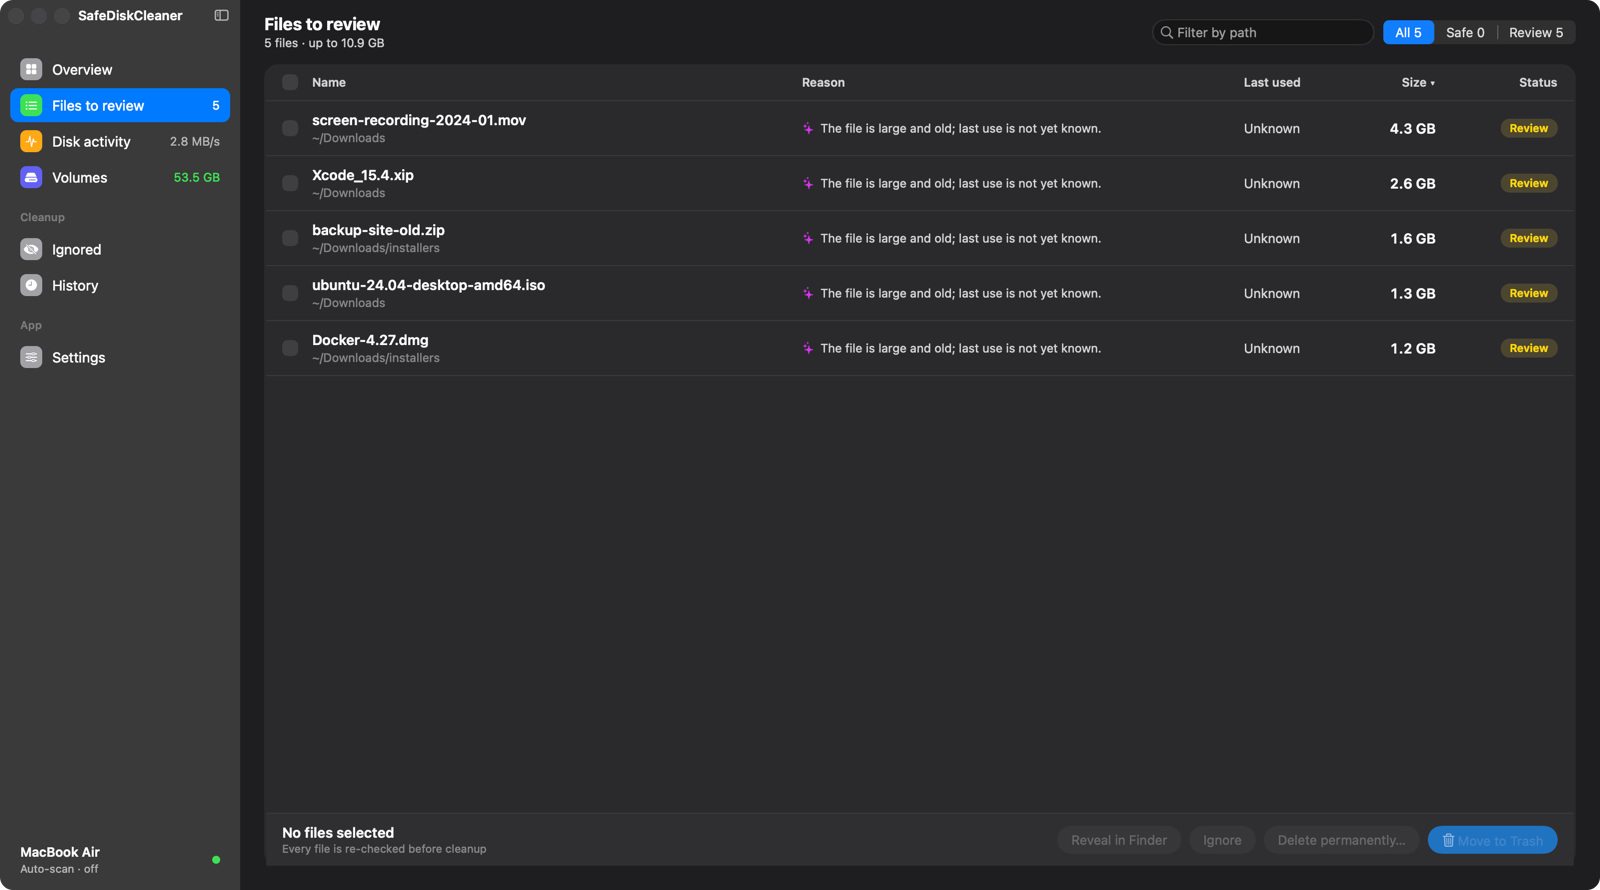 SafeDiskCleaner
Overview
Files to review 5
Disk activity 2.8 MB/s
Volumes 53.5 GB
Cleanup
Ignored
History
App
Settings
MacBook Air
Auto-scan · off
Files to review
5 files · up to 10.9 GB
Filter by path
All 5 Safe 0 Review 5
Name Reason Last used Size ▾ Status
screen-recording-2024-01.mov
~/Downloads
The file is large and old; last use is not yet known. Unknown 4.3 GB Review
Xcode_15.4.xip
~/Downloads
The file is large and old; last use is not yet known. Unknown 2.6 GB Review
backup-site-old.zip
~/Downloads/installers
The file is large and old; last use is not yet known. Unknown 1.6 GB Review
ubuntu-24.04-desktop-amd64.iso
~/Downloads
The file is large and old; last use is not yet known. Unknown 1.3 GB Review
Docker-4.27.dmg
~/Downloads/installers
The file is large and old; last use is not yet known. Unknown 1.2 GB Review
No files selected
Every file is re-checked before cleanup
Reveal in Finder Ignore Delete permanently... Move to Trash